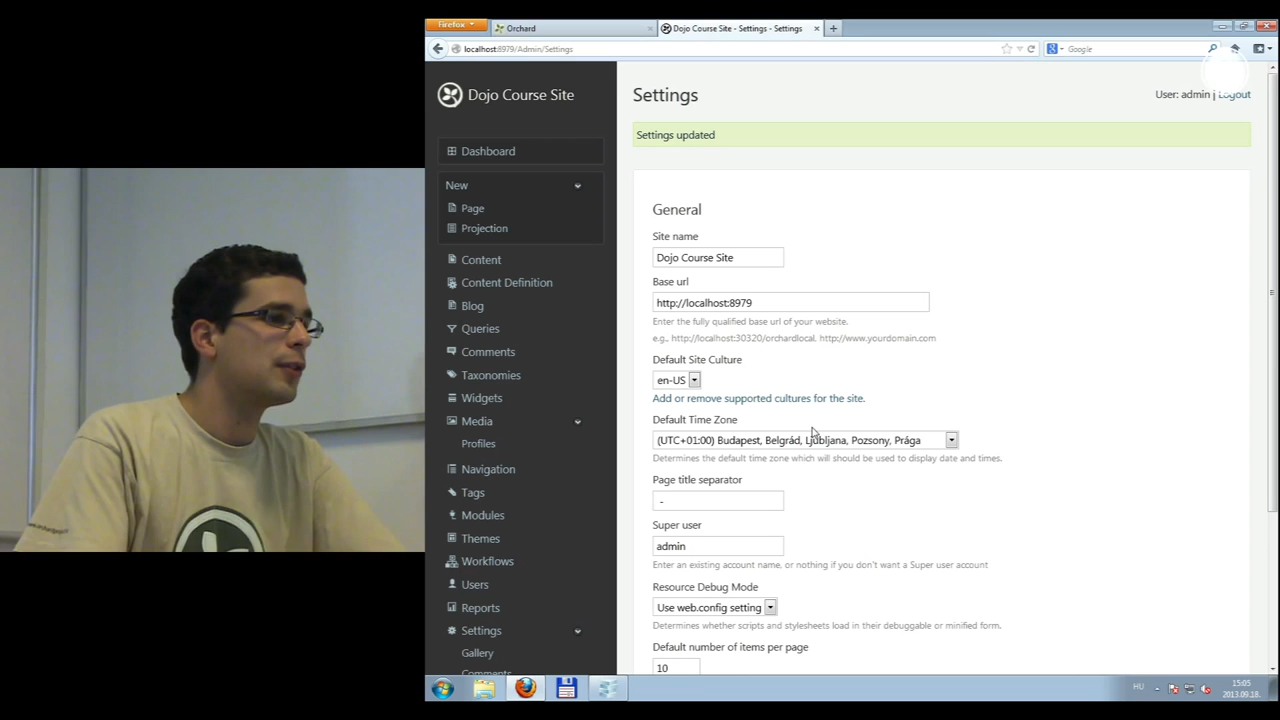 Firefox
Orchard
Dojo Course Site - Settings - Settings
localhost:8979/Admin/Settings
Google
Dojo Course Site
Dashboard
New
Page
Projection
Content
Content Definition
Blog
Queries
Comments
Taxonomies
Widgets
Media
Profiles
Navigation
Tags
Modules
Themes
Workflows
Users
Reports
Settings
Gallery
Comments
Settings
User: admin | Logout
Settings updated
General
Site name
Dojo Course Site
Base url
http://localhost:8979
Enter the fully qualified base url of your website.
e.g., http://localhost:30320/orchardlocal, http://www.yourdomain.com
Default Site Culture
en-US
Add or remove supported cultures for the site.
Default Time Zone
(UTC+01:00) Budapest, Belgrád, Ljubljana, Pozsony, Prága
Determines the default time zone which will should be used to display date and times.
Page title separator
-
Super user
admin
Enter an existing account name, or nothing if you don't want a Super user account
Resource Debug Mode
Use web.config setting
Determines whether scripts and stylesheets load in their debuggable or minified form.
Default number of items per page
10
HU
15:05
2013.09.18.